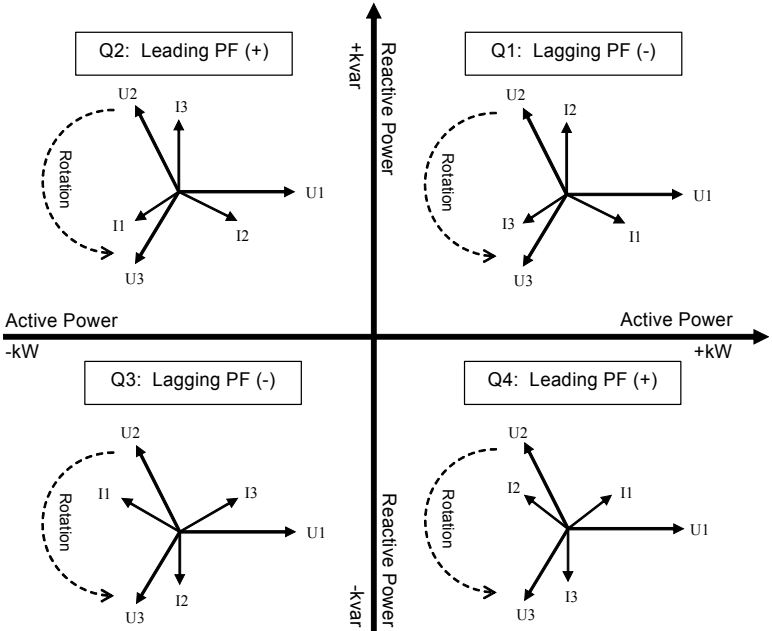 Q2: Leading PF (+)
+kvar
Reactive Power
Q1: Lagging PF (-)
U2
I3
Rotation
U1
I1
I2
U3
U2
I2
Rotation
U1
I3
I1
U3
Active Power
-kW
Active Power
+kW
Q3: Lagging PF (-)
Q4: Leading PF (+)
U2
I1
I3
Rotation
U1
I2
U3
-kvar
Reactive Power
U2
I2
I1
Rotation
U1
I3
U3